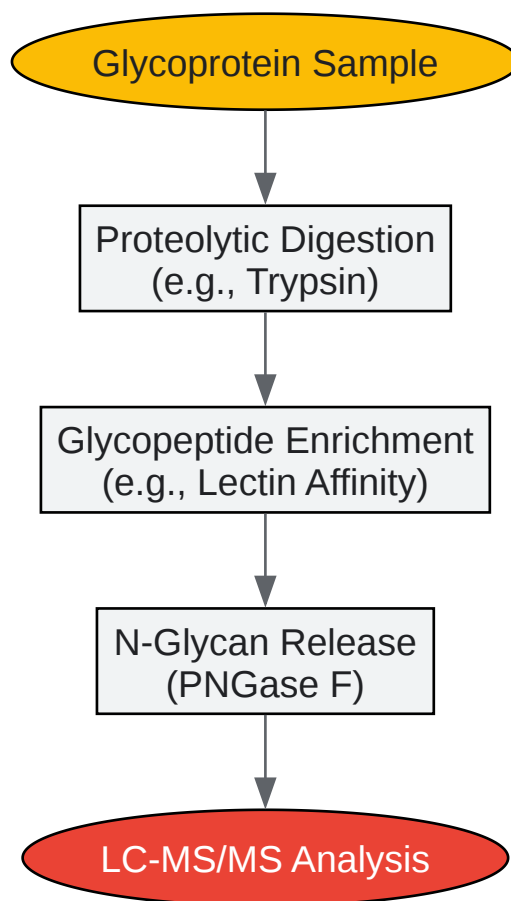 Glycoprotein Sample
Proteolytic Digestion
(e.g., Trypsin)
Glycopeptide Enrichment
(e.g., Lectin Affinity)
N-Glycan Release
(PNGase F)
LC-MS/MS Analysis